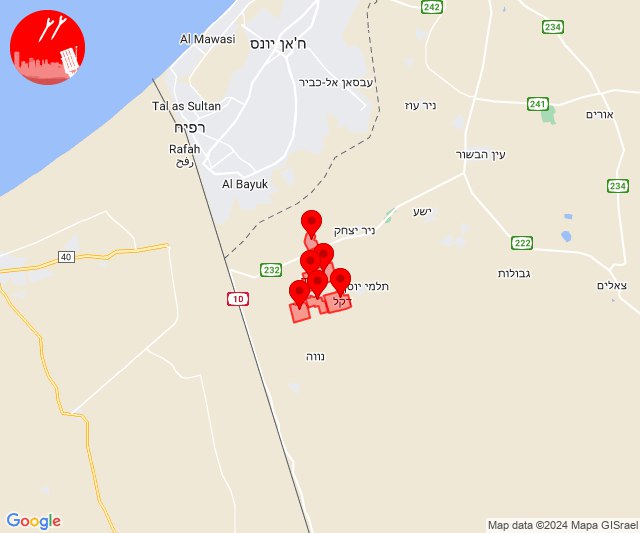 242
234
Al Mawasi
ח'אן יונס
עבסאן אל-כביר
Tal as Sultan
ניר עוז
241
אורים
רפיח
Rafah
رفح
עין הבשור
Al Bayuk
234
ישע
ניר יצחק
222
40
232
גבולות
צאלים
תלמי יוסף
10
דקל
נווה
Google
Map data ©2024 Mapa GISrael